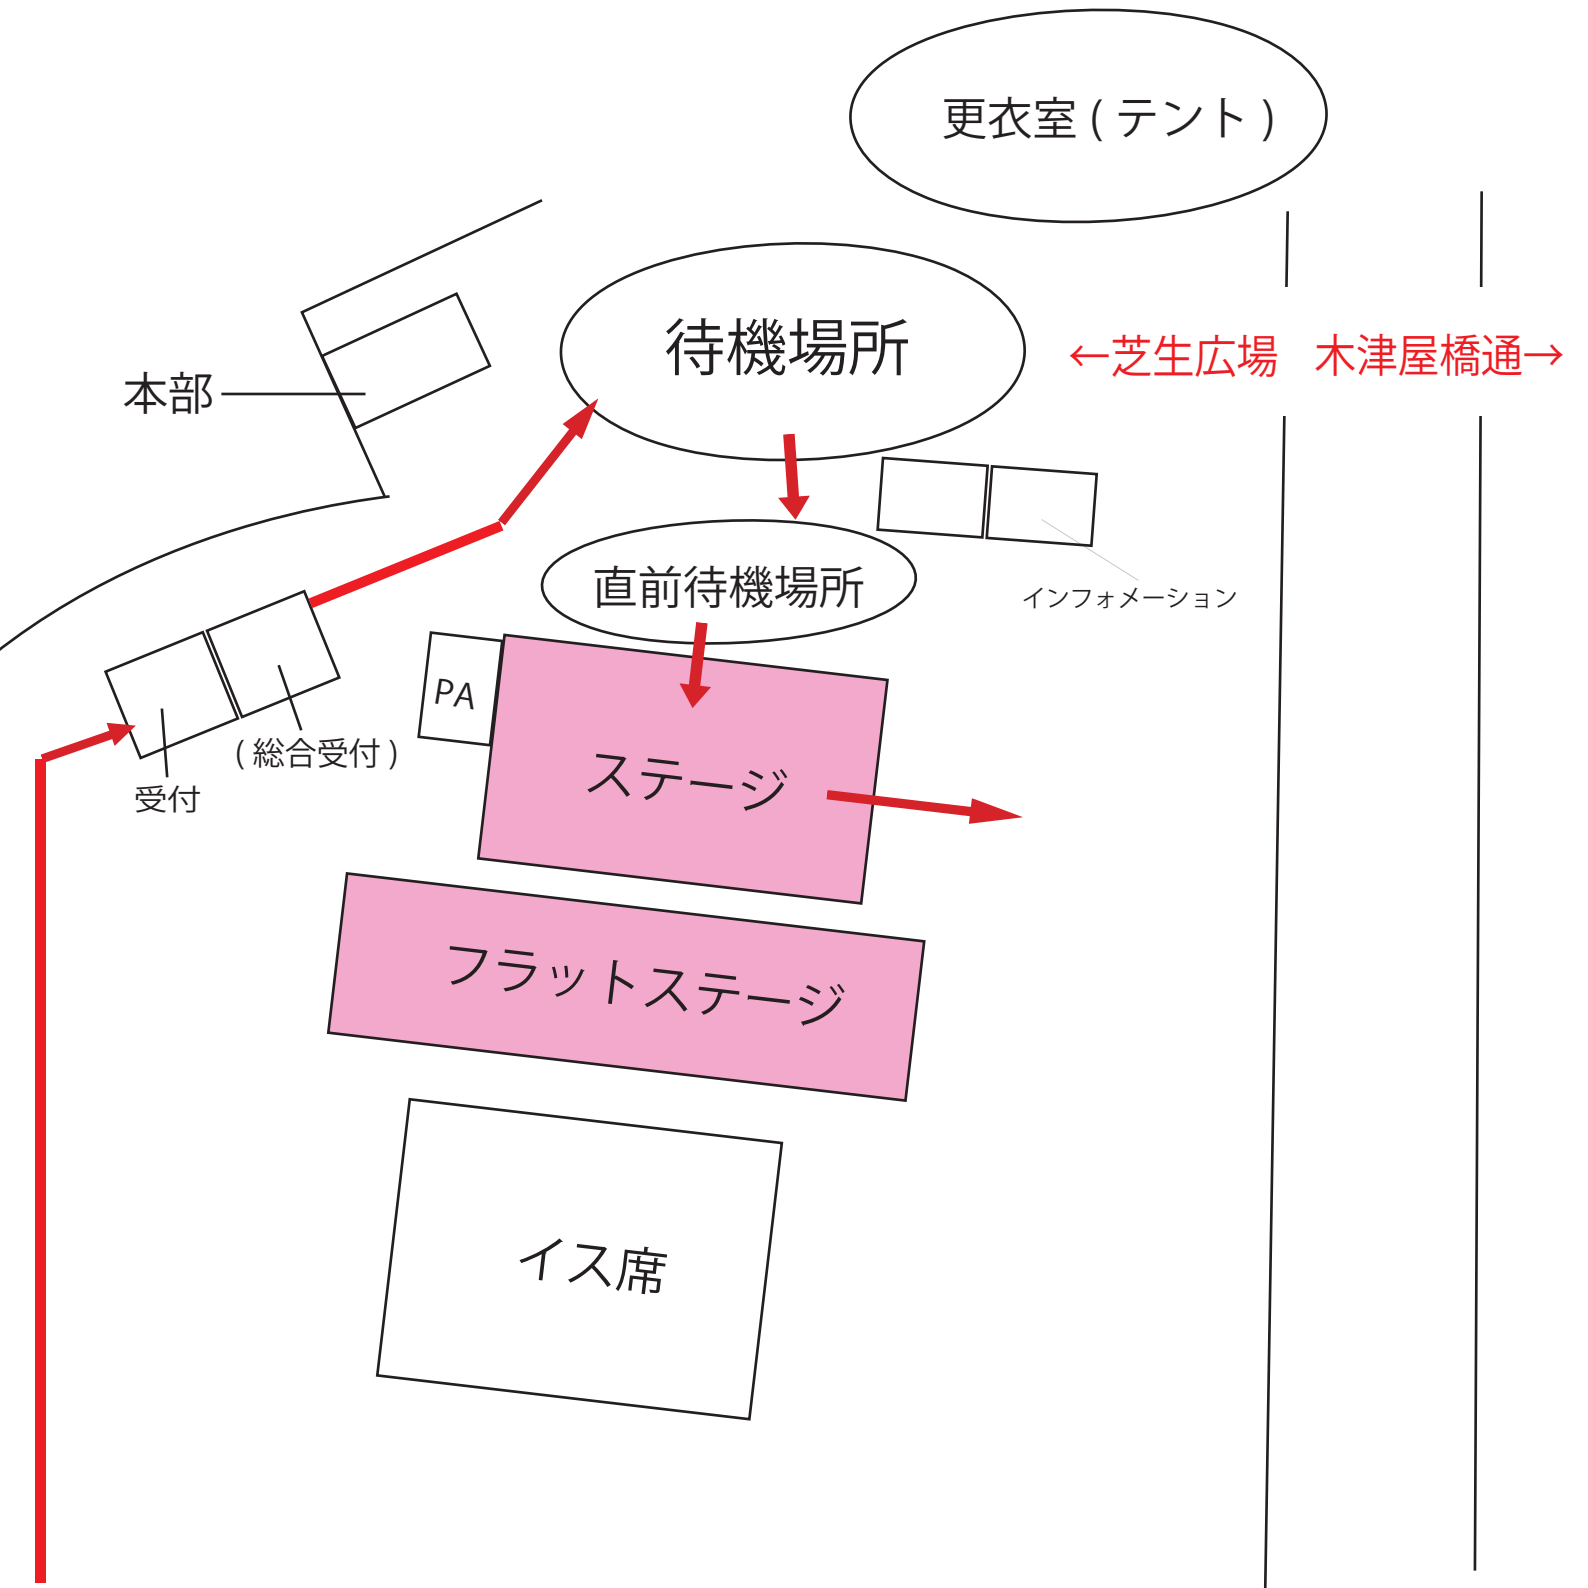 更衣室 ( テント )
待機場所
←芝生広場　木津屋橋通→
本部
直前待機場所
インフォメーション
PA
( 総合受付 )
受付
ステージ
フラットステージ
イス席